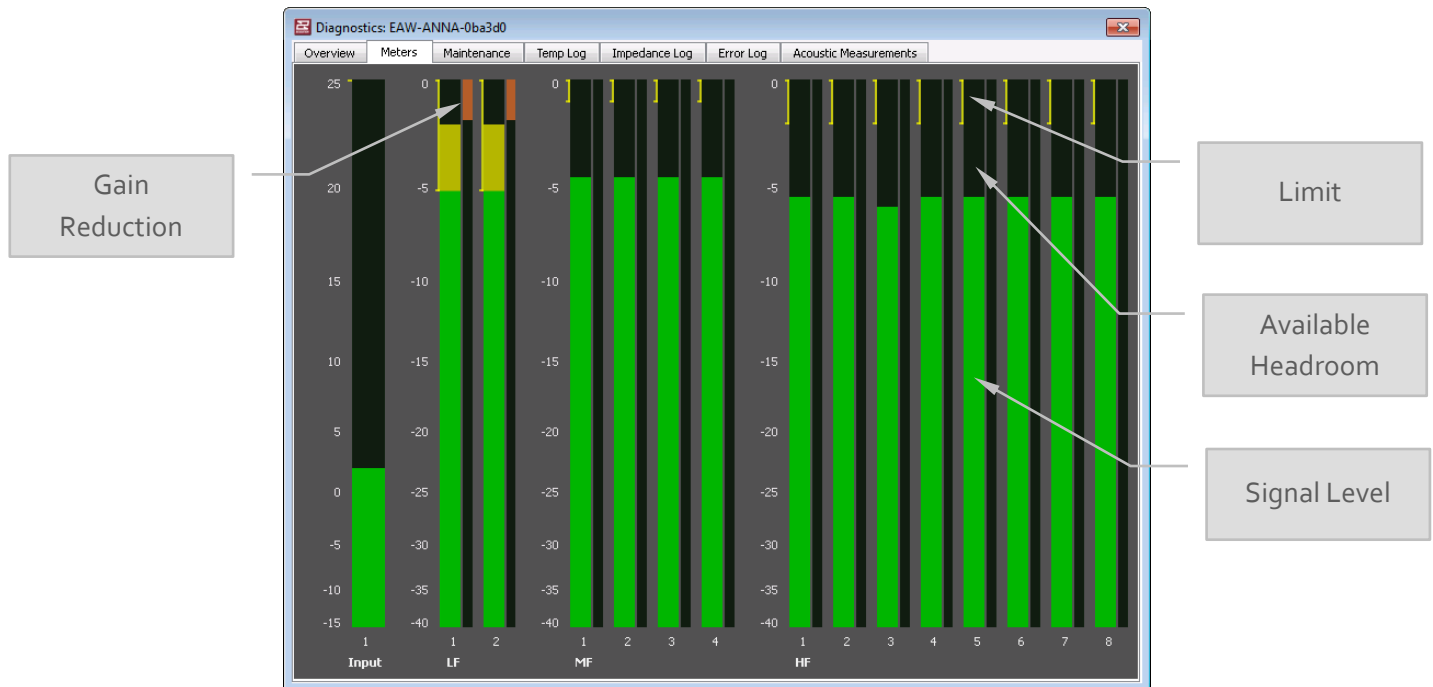 Diagnostics: EAW-ANNA-0ba3d0
Overview Meters Maintenance Temp Log Impedance Log Error Log Acoustic Measurements
25 0 0 0
20 -5 -5 -5
15 -10 -10 -10
10 -15 -15 -15
5 -20 -20 -20
0 -25 -25 -25
-5 -30 -30 -30
-10 -35 -35 -35
-15 -40 -40 -40
1 1 2 1 2 3 4 1 2 3 4 5 6 7 8
Input LF MF HF
Gain
Reduction
Limit
Available
Headroom
Signal Level